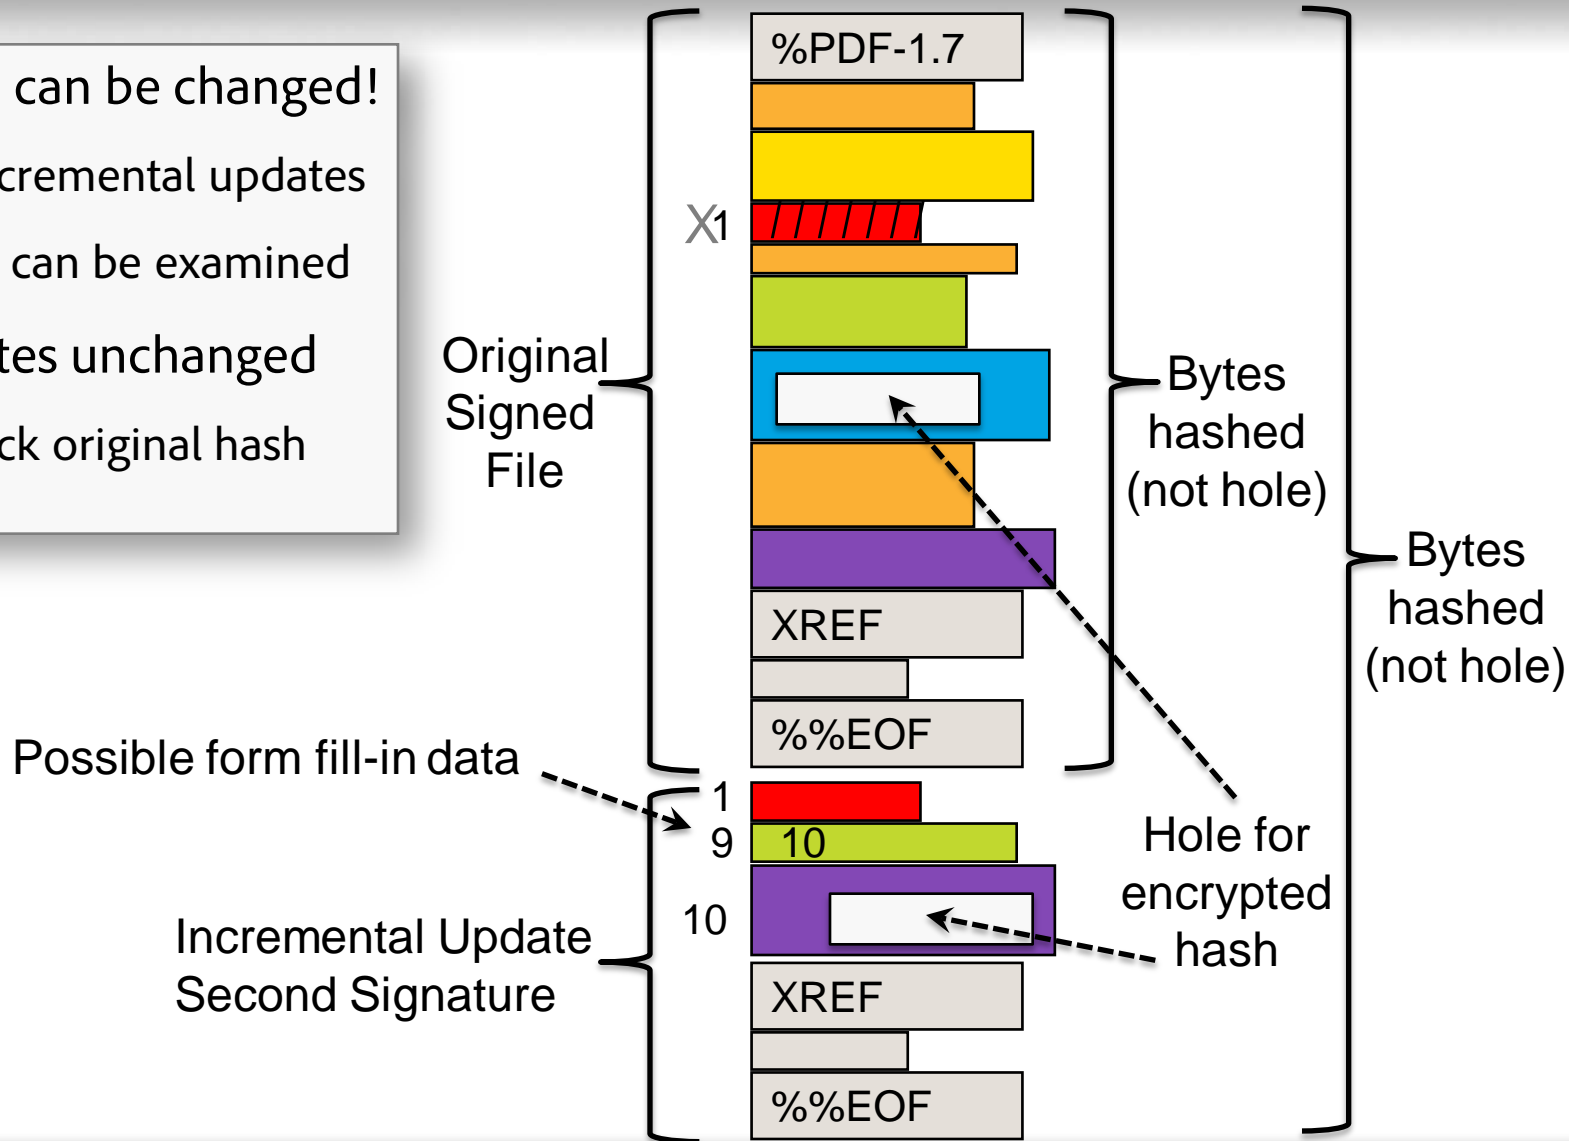 can be changed!
cremental updates
can be examined
tes unchanged
ck original hash
%PDF-1.7
X1
Original
Signed
File
Bytes
hashed
(not hole)
Bytes
hashed
(not hole)
XREF
%%EOF
Possible form fill-in data
1
9
10
Hole for
encrypted
hash
10
Incremental Update
Second Signature
XREF
%%EOF